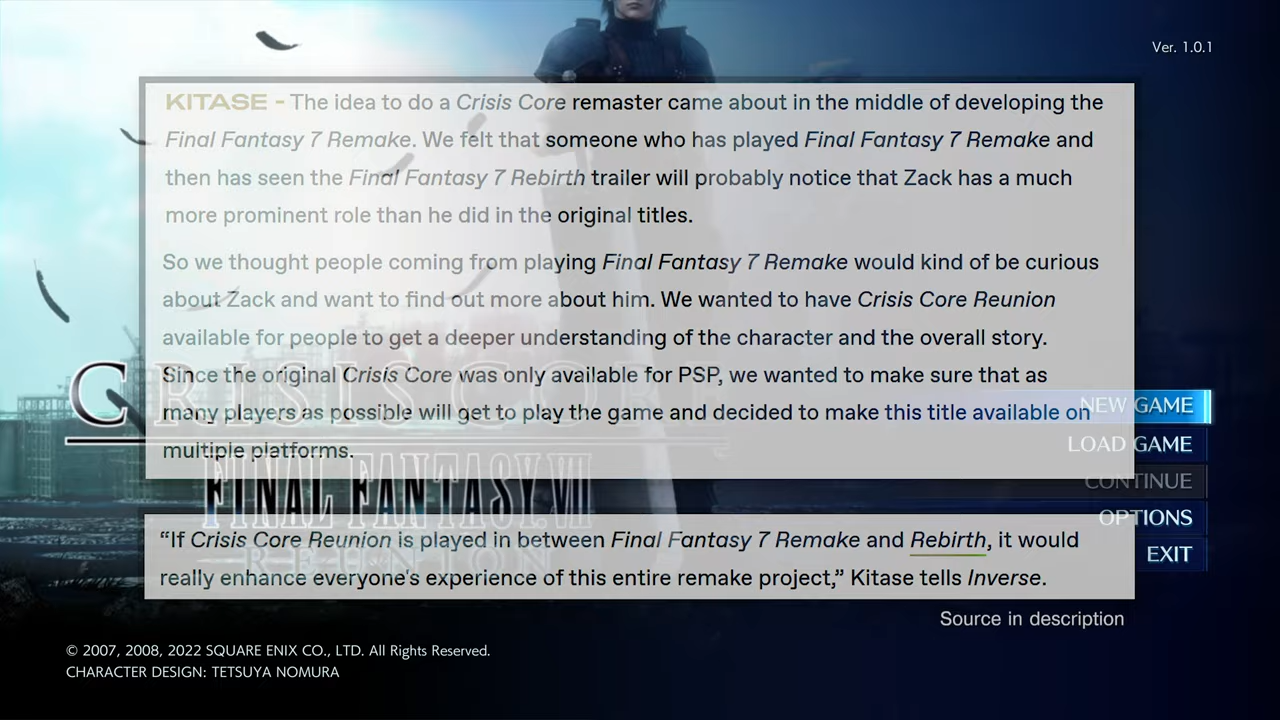 Ver. 1.0.1
KITASE - The idea to do a Crisis Core remaster came about in the middle of developing the
Final Fantasy 7 Remake. We felt that someone who has played Final Fantasy 7 Remake and
then has seen the Final Fantasy 7 Rebirth trailer will probably notice that Zack has a much
more prominent role than he did in the original titles.
So we thought people coming from playing Final Fantasy 7 Remake would kind of be curious
about Zack and want to find out more about him. We wanted to have Crisis Core Reunion
available for people to get a deeper understanding of the character and the overall story.
Since the original Crisis Core was only available for PSP, we wanted to make sure that as
many players as possible will get to play the game and decided to make this title available on
multiple platforms.
CRISIS CORE
FINAL FANTASY VII
REUNION
NEW GAME
LOAD GAME
CONTINUE
OPTIONS
EXIT
“If Crisis Core Reunion is played in between Final Fantasy 7 Remake and Rebirth, it would
really enhance everyone's experience of this entire remake project,” Kitase tells Inverse.
Source in description
© 2007, 2008, 2022 SQUARE ENIX CO., LTD. All Rights Reserved.
CHARACTER DESIGN: TETSUYA NOMURA